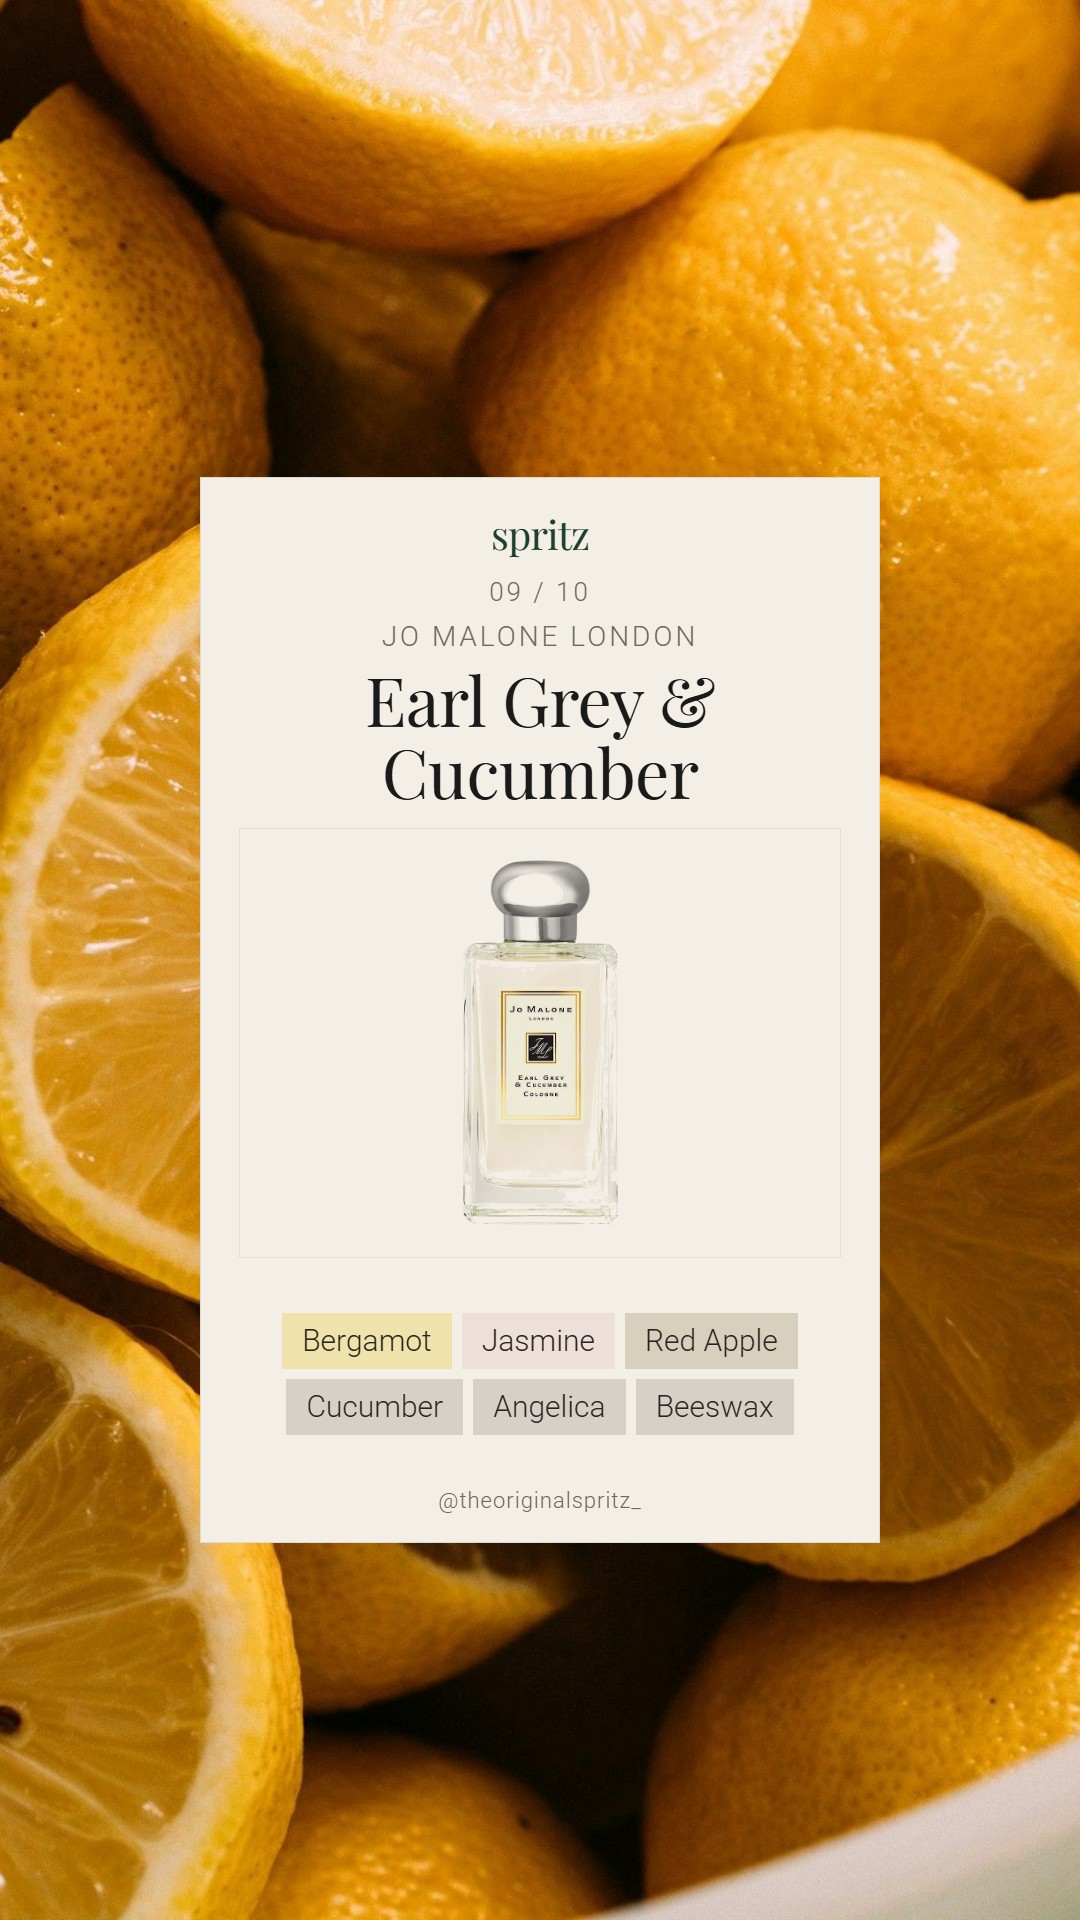 spritz
09 / 10
JO MALONE LONDON
Earl Grey &
Cucumber
JO MALONE
LONDON
EARL GREY
& CUCUMBER
COLOGNE
Bergamot Jasmine Red Apple
Cucumber Angelica Beeswax
@theoriginalspritz_